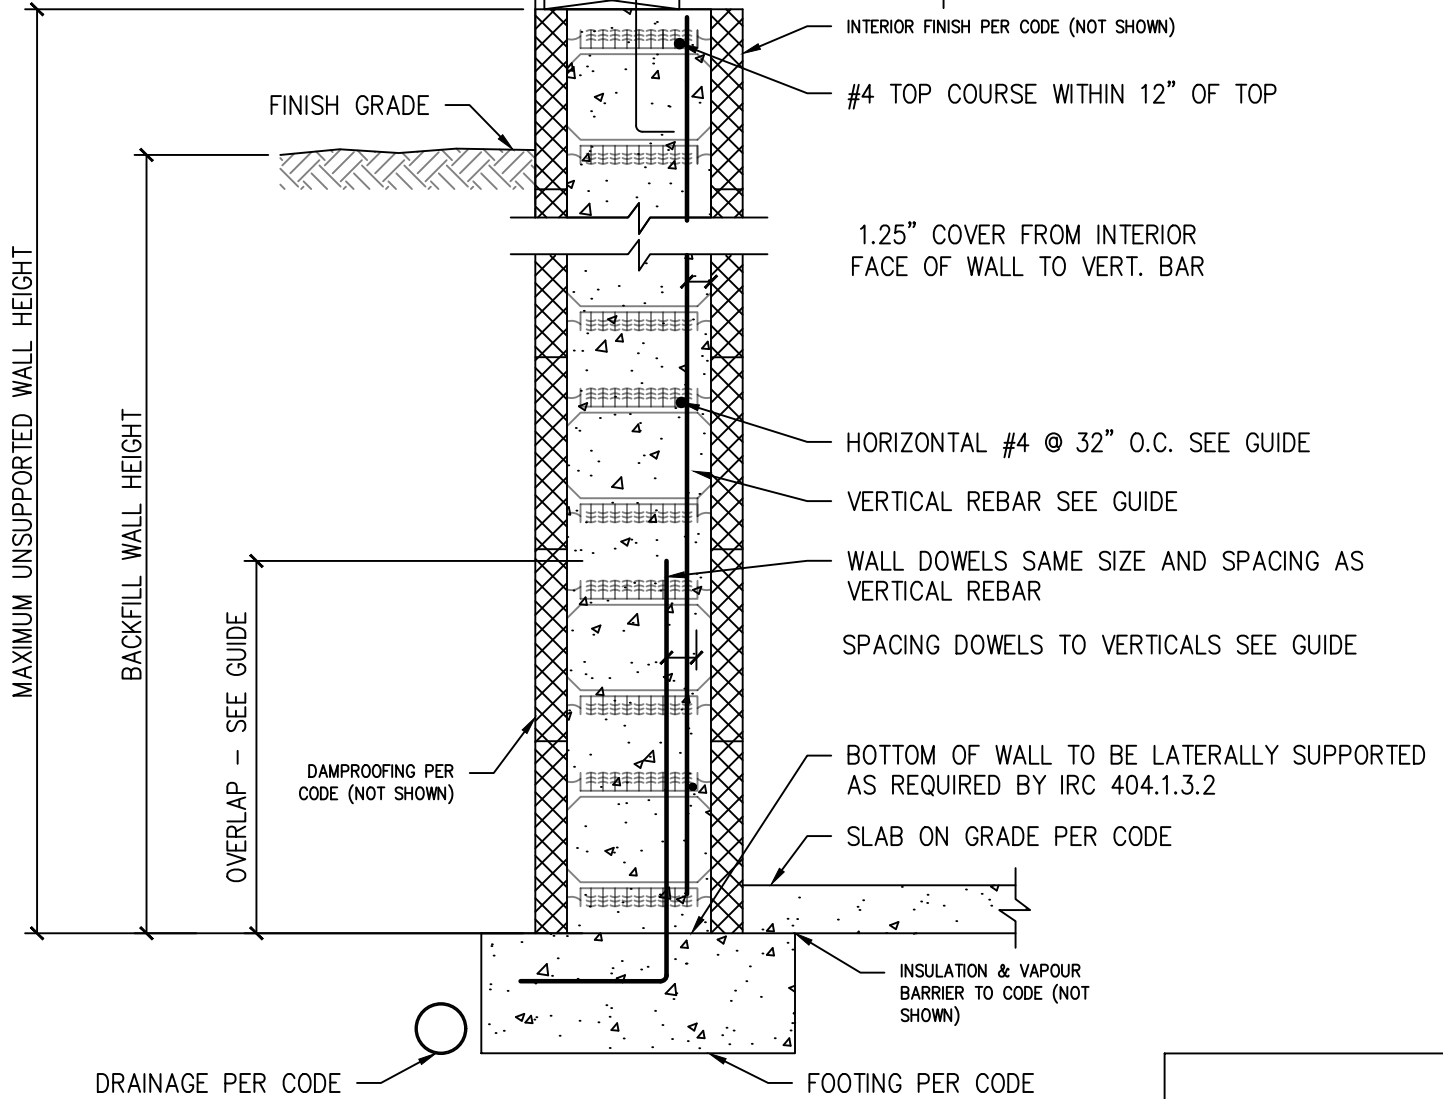 INTERIOR FINISH PER CODE (NOT SHOWN)
#4 TOP COURSE WITHIN 12” OF TOP
FINISH GRADE
1.25” COVER FROM INTERIOR
FACE OF WALL TO VERT. BAR
MAXIMUM UNSUPPORTED WALL HEIGHT
BACKFILL WALL HEIGHT
OVERLAP – SEE GUIDE
HORIZONTAL #4 @ 32” O.C. SEE GUIDE
VERTICAL REBAR SEE GUIDE
WALL DOWELS SAME SIZE AND SPACING AS
VERTICAL REBAR
SPACING DOWELS TO VERTICALS SEE GUIDE
DAMPROOFING PER
CODE (NOT SHOWN)
BOTTOM OF WALL TO BE LATERALLY SUPPORTED
AS REQUIRED BY IRC 404.1.3.2
SLAB ON GRADE PER CODE
INSULATION & VAPOUR
BARRIER TO CODE (NOT
SHOWN)
DRAINAGE PER CODE
FOOTING PER CODE